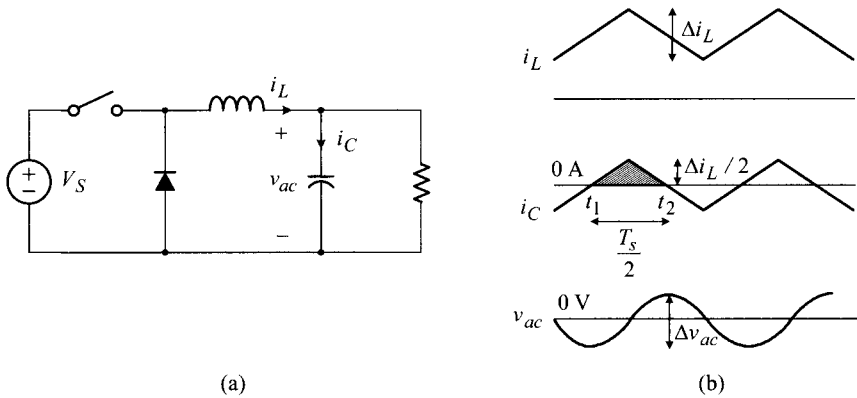 i_L
+
i_C
+
−
V_S
v_ac
−
(a)
Δi_L
i_L
0 A
Δi_L / 2
i_C
t_1
t_2
T_s
2
0 V
v_ac
Δv_ac
(b)